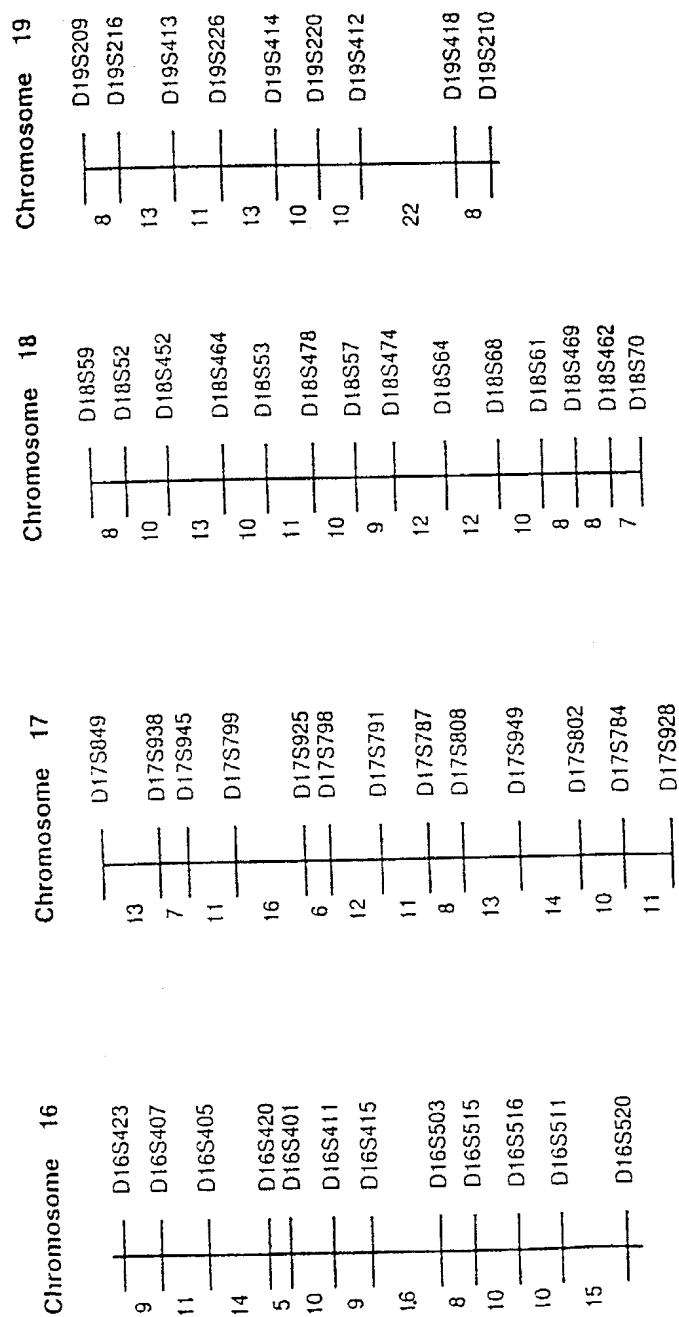 Chromosome 16
D16S423
9
D16S407
11
D16S405
14
D16S420
5
D16S401
10
D16S411
9
D16S415
16
D16S503
8
D16S515
10
D16S516
10
D16S511
15
D16S520
Chromosome 17
D17S849
13
D17S938
7
D17S945
11
D17S799
16
D17S925
6
D17S798
12
D17S791
11
D17S787
8
D17S808
13
D17S949
14
D17S802
10
D17S784
11
D17S928
Chromosome 18
D18S59
8
D18S52
10
D18S452
13
D18S464
10
D18S53
11
D18S478
10
D18S57
9
D18S474
12
D18S64
12
D18S68
10
D18S61
8
D18S469
8
D18S462
7
D18S70
Chromosome 19
D19S209
8
D19S216
13
D19S413
11
D19S226
13
D19S414
10
D19S220
10
D19S412
22
D19S418
8
D19S210